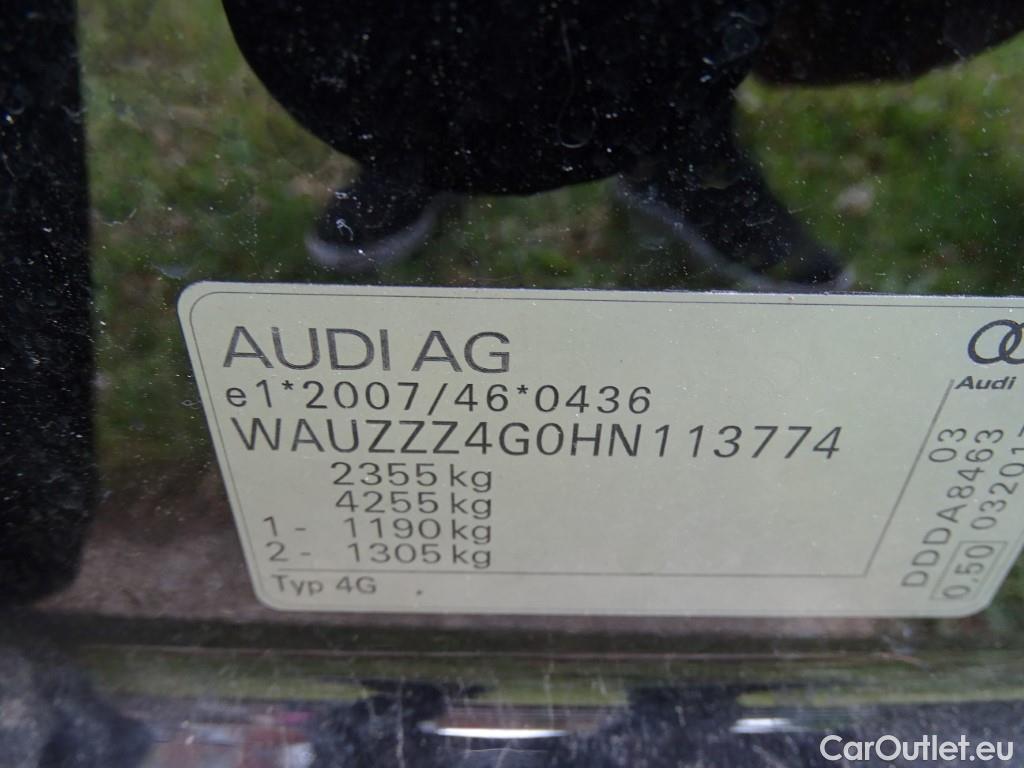 AUDI AG
e1*2007/46*0436
WAUZZZ4G0HN113774
2355 kg
4255 kg
1 - 1190 kg
2 - 1305 kg
Typ 4G
Audi
03
DDDA8463
0,50
CarOutlet.eu